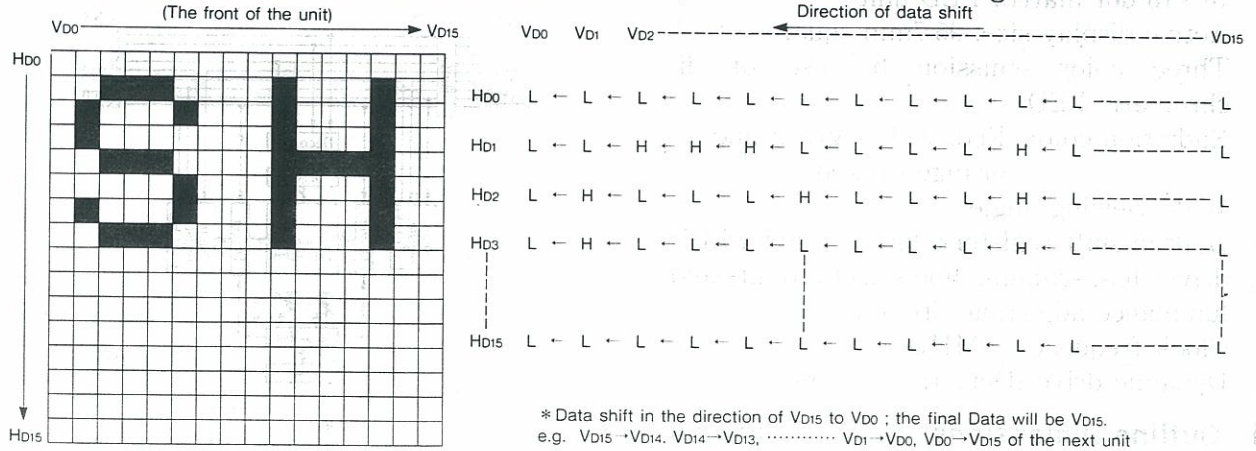 (The front of the unit)
VD0 VD15
HD0
HD15
Direction of data shift
VD0 VD1 VD2 VD15
HD0 L ← L ← L ← L ← L ← L ← L ← L ← L ← L ← L L
HD1 L ← L ← H ← H ← H ← L ← L ← L ← L ← H ← L L
HD2 L ← H ← L ← L ← L ← H ← L ← L ← L ← H ← L L
HD3 L ← H ← L ← L ← L ← L ← L ← L ← L ← H ← L L
HD15 L ← L ← L ← L ← L ← L ← L ← L ← L ← L ← L L
* Data shift in the direction of VD15 to VD0 ; the final Data will be VD15.
e.g. VD15→VD14. VD14→VD13, ············ VD1→VD0, VD0→VD15 of the next unit